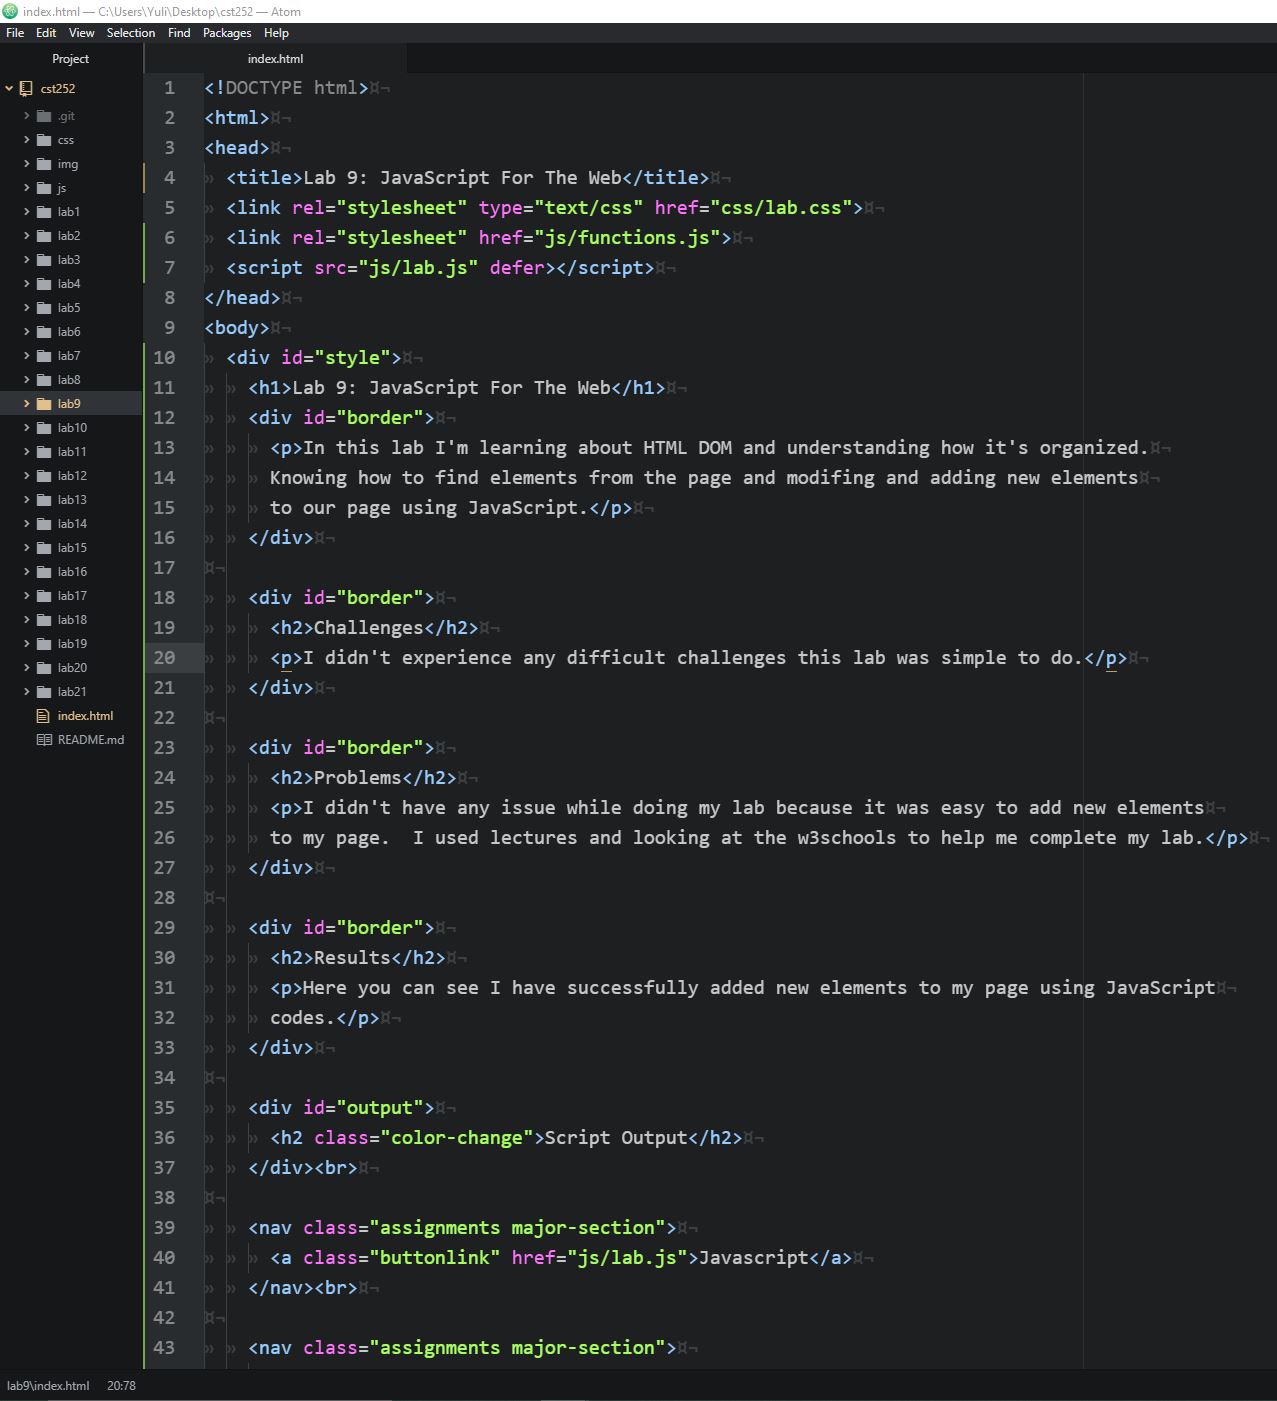 index.html — C:\Users\Yuli\Desktop\cst252 — Atom
File Edit View Selection Find Packages Help
Project
cst252
.git
css
img
js
lab1
lab2
lab3
lab4
lab5
lab6
lab7
lab8
lab9
lab10
lab11
lab12
lab13
lab14
lab15
lab16
lab17
lab18
lab19
lab20
lab21
index.html
README.md
index.html
1 <!DOCTYPE html>¤¬
2 <html>¤¬
3 <head>¤¬
4 » <title>Lab 9: JavaScript For The Web</title>¤¬
5 » <link rel="stylesheet" type="text/css" href="css/lab.css">¤¬
6 » <link rel="stylesheet" href="js/functions.js">¤¬
7 » <script src="js/lab.js" defer></script>¤¬
8 </head>¤¬
9 <body>¤¬
10 » <div id="style">¤¬
11 » » <h1>Lab 9: JavaScript For The Web</h1>¤¬
12 » » <div id="border">¤¬
13 » » » <p>In this lab I'm learning about HTML DOM and understanding how it's organized.¤¬
14 » » » Knowing how to find elements from the page and modifing and adding new elements¤¬
15 » » » to our page using JavaScript.</p>¤¬
16 » » </div>¤¬
17 ¤¬
18 » » <div id="border">¤¬
19 » » » <h2>Challenges</h2>¤¬
20 » » » <p>I didn't experience any difficult challenges this lab was simple to do.</p>¤¬
21 » » </div>¤¬
22 ¤¬
23 » » <div id="border">¤¬
24 » » » <h2>Problems</h2>¤¬
25 » » » <p>I didn't have any issue while doing my lab because it was easy to add new elements¤¬
26 » » » to my page.  I used lectures and looking at the w3schools to help me complete my lab.</p>¤¬
27 » » </div>¤¬
28 ¤¬
29 » » <div id="border">¤¬
30 » » » <h2>Results</h2>¤¬
31 » » » <p>Here you can see I have successfully added new elements to my page using JavaScript¤¬
32 » » » codes.</p>¤¬
33 » » </div>¤¬
34 ¤¬
35 » » <div id="output">¤¬
36 » » » <h2 class="color-change">Script Output</h2>¤¬
37 » » </div><br>¤¬
38 ¤¬
39 » » <nav class="assignments major-section">¤¬
40 » » » <a class="buttonlink" href="js/lab.js">Javascript</a>¤¬
41 » » </nav><br>¤¬
42 ¤¬
43 » » <nav class="assignments major-section">¤¬
lab9\index.html 20:78